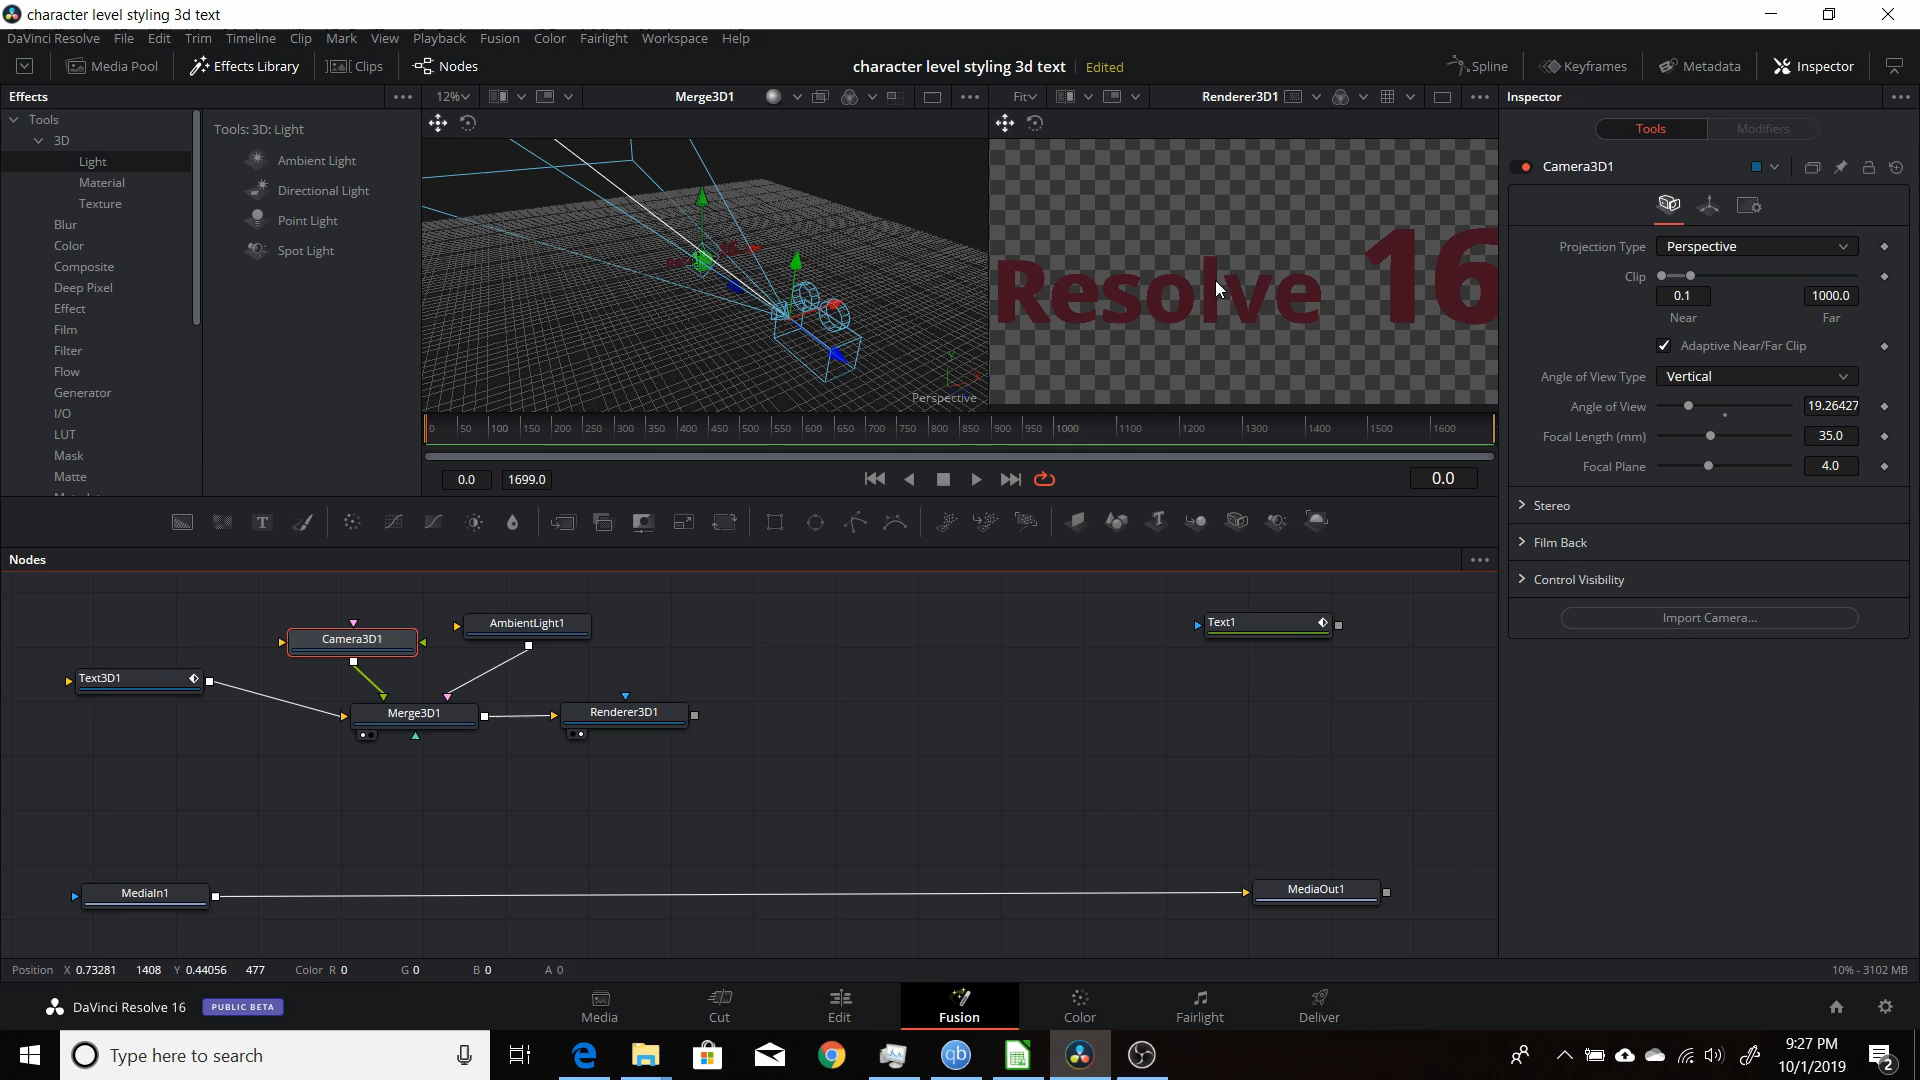 character level styling 3d text
DaVinci Resolve File Edit Trim Timeline Clip Mark View Playback Fusion Color Fairlight Workspace Help
Media Pool Effects Library Clips Nodes character level styling 3d text Edited Spline Keyframes Metadata Inspector
Effects 12% Merge3D1 Fit Renderer3D1 Inspector
Tools
3D
Light
Material
Texture
Blur
Color
Composite
Deep Pixel
Effect
Film
Filter
Flow
Generator
I/O
LUT
Mask
Matte
Tools: 3D: Light
Ambient Light
Directional Light
Point Light
Spot Light
Perspective
Resolve 16
Tools Modifiers
Camera3D1
Projection Type Perspective
Clip
0.1 1000.0
Near Far
Adaptive Near/Far Clip
Angle of View Type Vertical
Angle of View 19.26427
Focal Length (mm) 35.0
Focal Plane 4.0
Stereo
Film Back
Control Visibility
Import Camera...
0 50 100 150 200 250 300 350 400 450 500 550 600 650 700 750 800 850 900 950 1000 1100 1200 1300 1400 1500 1600
0.0 1699.0 0.0
Nodes
Camera3D1 AmbientLight1 Text1
Text3D1
Merge3D1 Renderer3D1
MediaIn1 MediaOut1
Position X 0.73281 1408 Y 0.44056 477 Color R 0 G 0 B 0 A 0 10% - 3102 MB
DaVinci Resolve 16 PUBLIC BETA Media Cut Edit Fusion Color Fairlight Deliver
Type here to search
qb
9:27 PM
10/1/2019
2